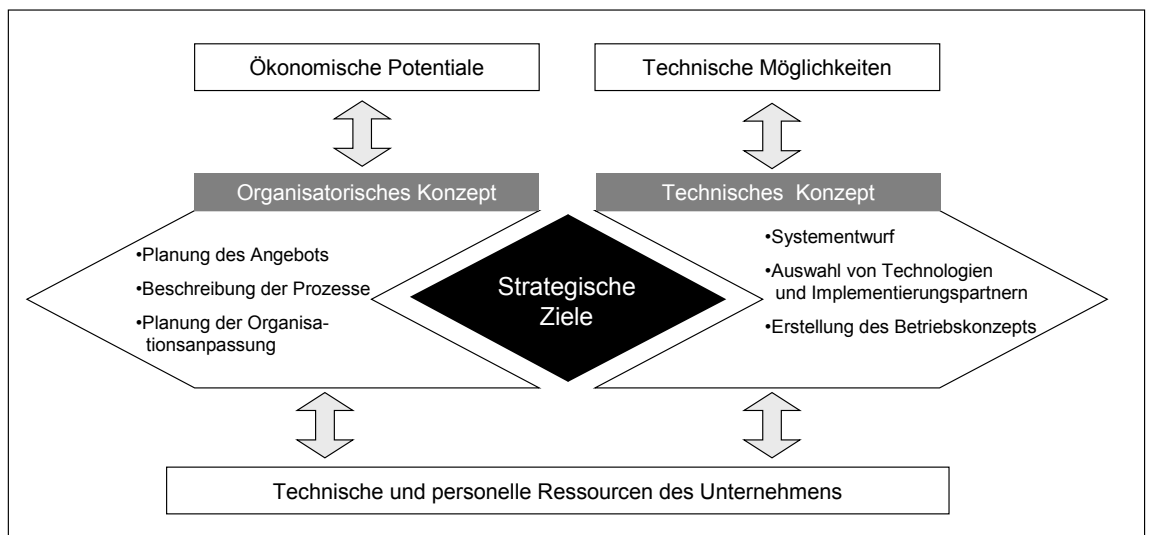 Ökonomische Potentiale
Technische Möglichkeiten
Organisatorisches Konzept
•Planung des Angebots
•Beschreibung der Prozesse
•Planung der Organisa-
tionsanpassung
Strategische
Ziele
Technisches Konzept
•Systementwurf
•Auswahl von Technologien
und Implementierungspartnern
•Erstellung des Betriebskonzepts
Technische und personelle Ressourcen des Unternehmens